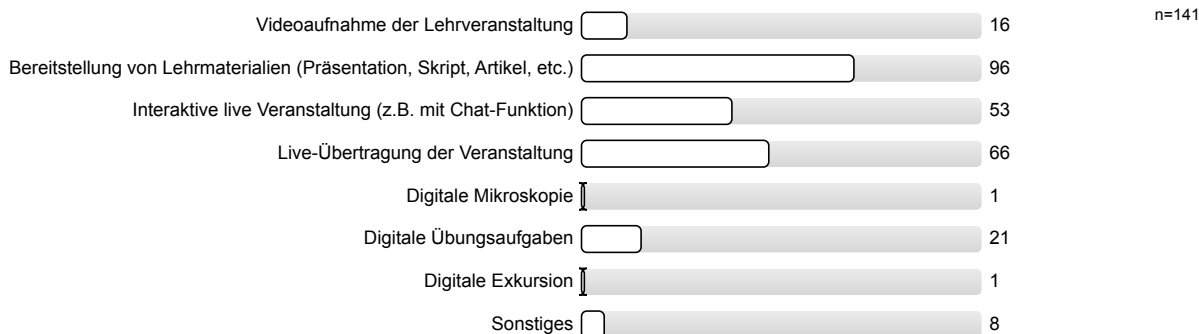 Videoaufnahme der Lehrveranstaltung 16 n=141
Bereitstellung von Lehrmaterialien (Präsentation, Skript, Artikel, etc.) 96
Interaktive live Veranstaltung (z.B. mit Chat-Funktion) 53
Live-Übertragung der Veranstaltung 66
Digitale Mikroskopie 1
Digitale Übungsaufgaben 21
Digitale Exkursion 1
Sonstiges 8